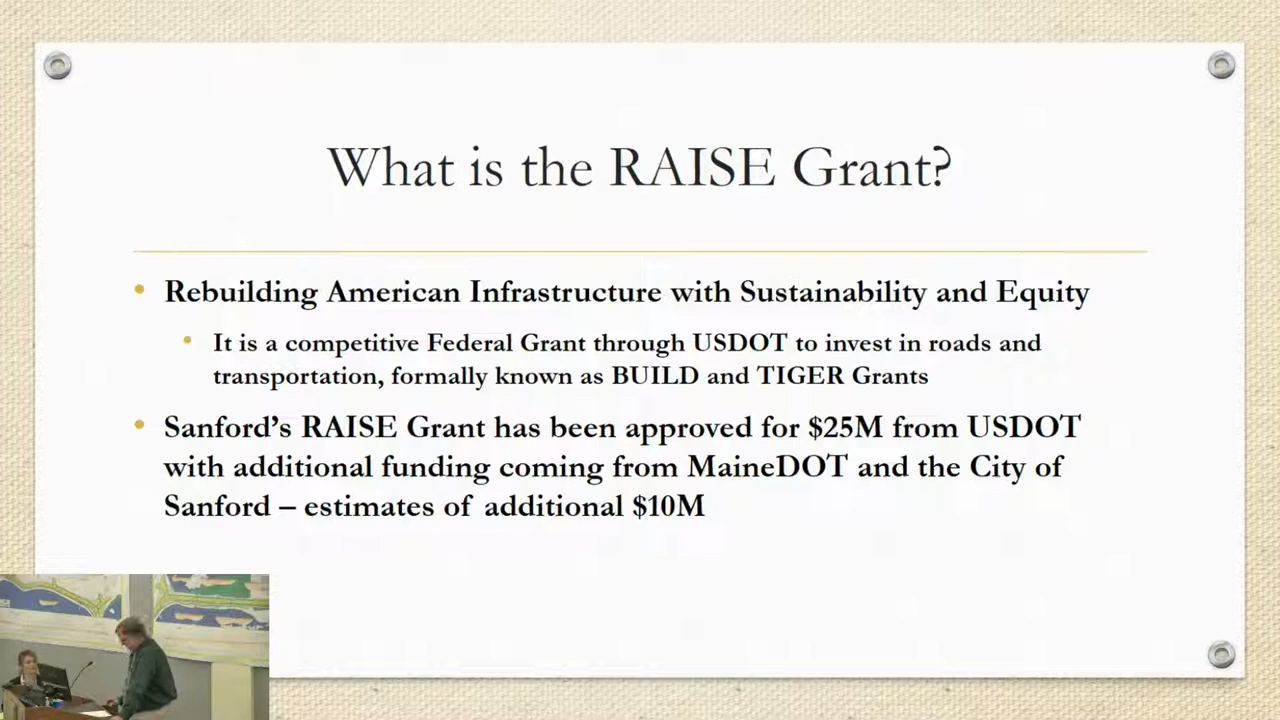 What is the RAISE Grant?
• Rebuilding American Infrastructure with Sustainability and Equity
• It is a competitive Federal Grant through USDOT to invest in roads and
transportation, formally known as BUILD and TIGER Grants
• Sanford’s RAISE Grant has been approved for $25M from USDOT
with additional funding coming from MaineDOT and the City of
Sanford – estimates of additional $10M